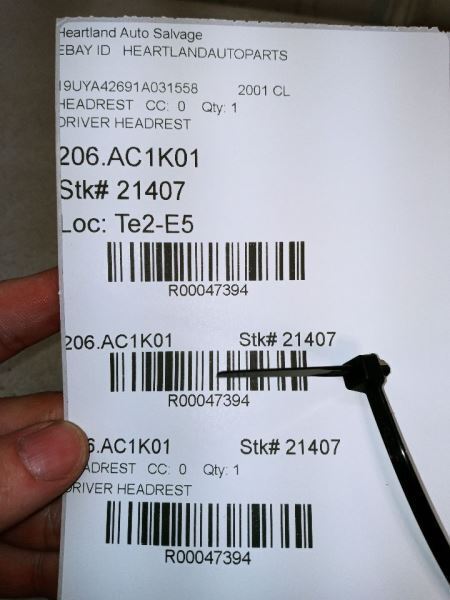 Heartland Auto Salvage
EBAY ID HEARTLANDAUTOPARTS
19UYA42691A031558 2001 CL
HEADREST CC: 0 Qty: 1
DRIVER HEADREST
206.AC1K01
Stk# 21407
Loc: Te2-E5
R00047394
206.AC1K01 Stk# 21407
R00047394
6.AC1K01 Stk# 21407
ADREST CC: 0 Qty: 1
DRIVER HEADREST
R00047394